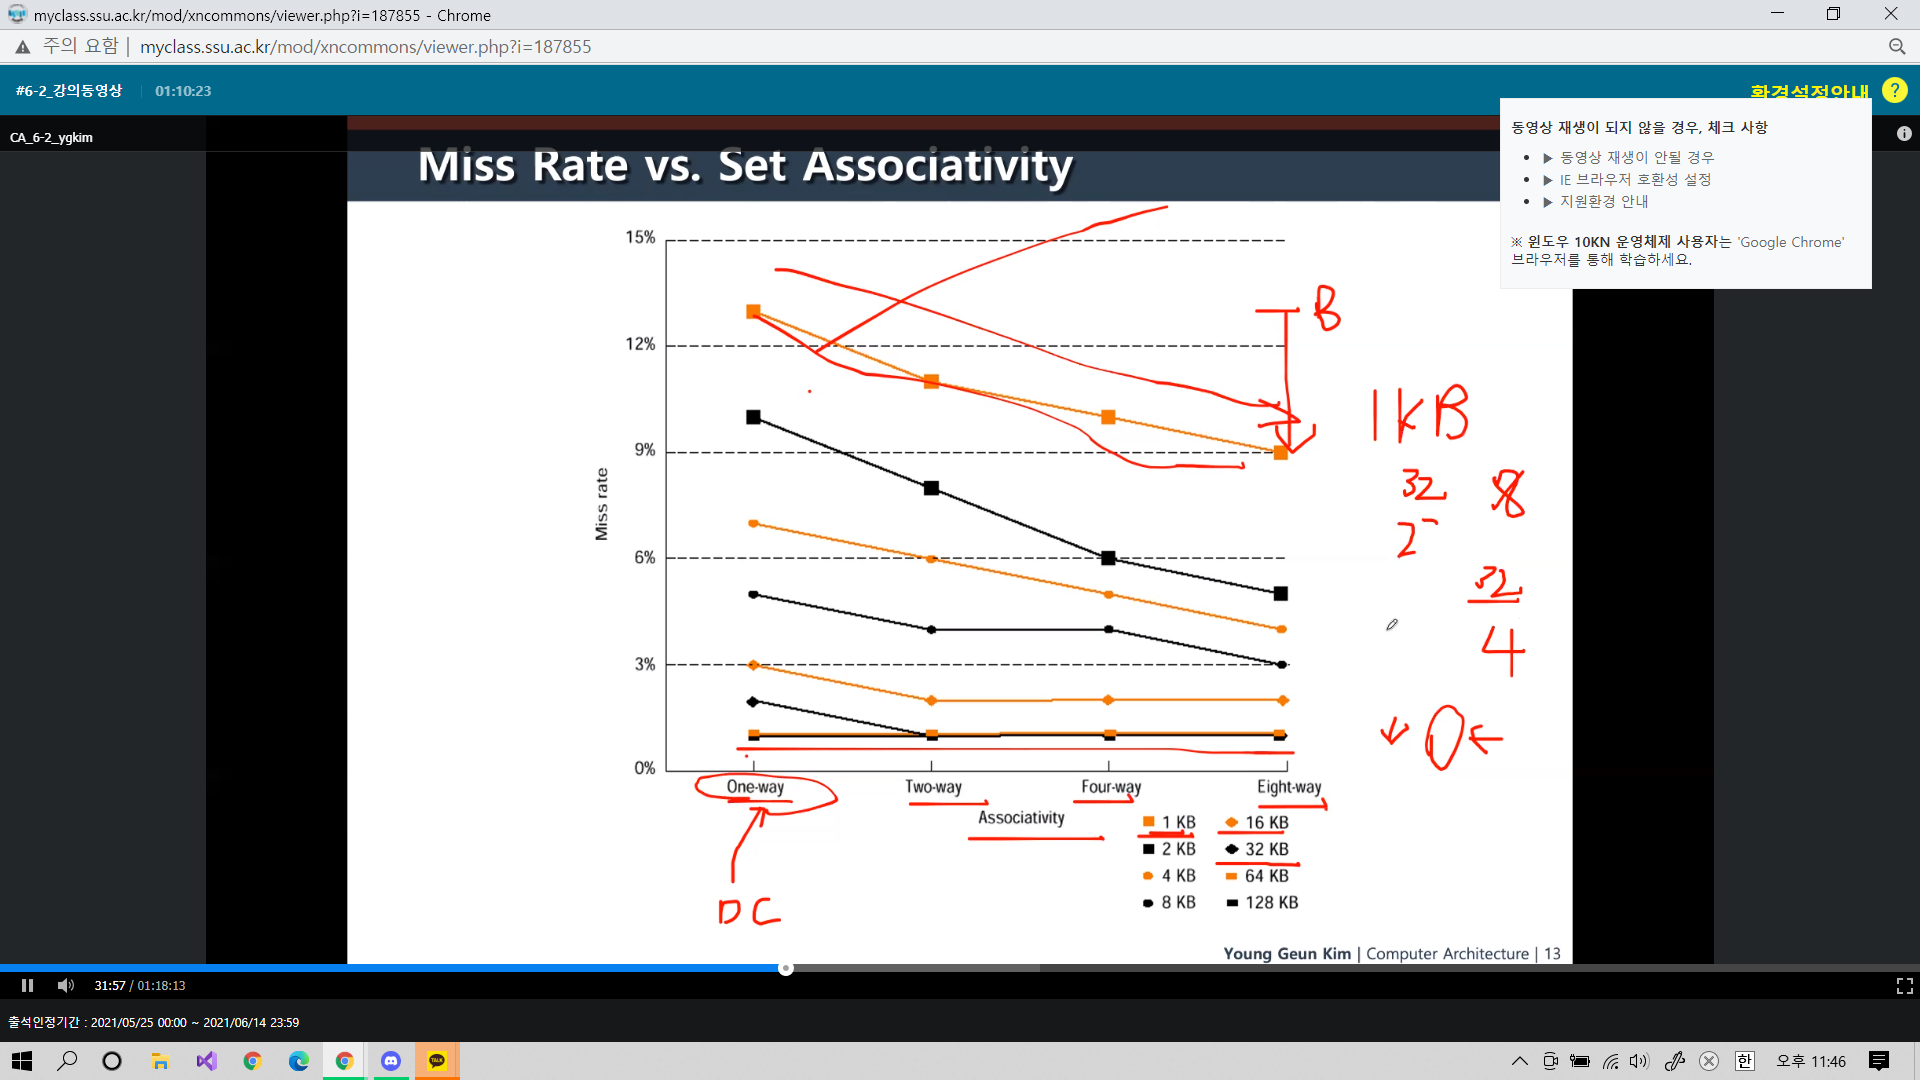 myclass.ssu.ac.kr/mod/xncommons/viewer.php?i=187855 - Chrome
주의 요함 | myclass.ssu.ac.kr/mod/xncommons/viewer.php?i=187855
#6-2_강의동영상 01:10:23
환경설정안내 ?
CA_6-2_ygkim
동영상 재생이 되지 않을 경우, 체크 사항
▶ 동영상 재생이 안될 경우
▶ IE 브라우저 호환성 설정
▶ 지원환경 안내
※ 윈도우 10KN 운영체제 사용자는 'Google Chrome'
브라우저를 통해 학습하세요.
Miss Rate vs. Set Associativity
15%
12%
9%
6%
3%
0%
Miss rate
B
1KB
32 8
2
32
4
One-way Two-way Four-way Eight-way
Associativity
DC
1 KB 16 KB
2 KB 32 KB
4 KB 64 KB
8 KB 128 KB
Young Geun Kim | Computer Architecture | 13
31:57 / 01:18:13
출석인정기간 : 2021/05/25 00:00 ~ 2021/06/14 23:59
TALK
한
오후 11:46